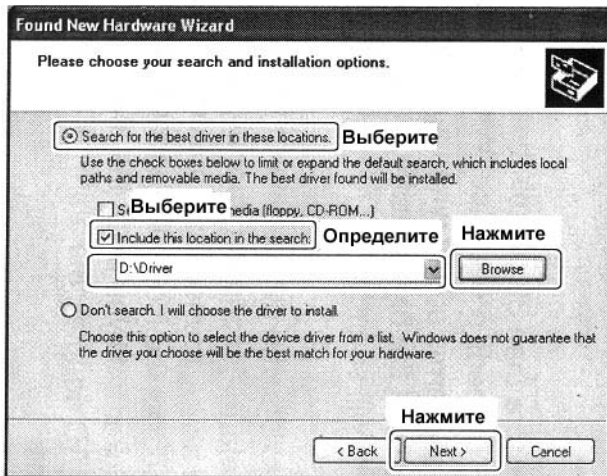 Found New Hardware Wizard
Please choose your search and installation options.
Search for the best driver in these locations. Выберите
Use the check boxes below to limit or expand the default search, which includes local
paths and removable media. The best driver found will be installed.
Выберите (floppy, CD-ROM...)
Include this location in the search: Определите Нажмите
D:\Driver Browse
Don't search. I will choose the driver to install.
Choose this option to select the device driver from a list. Windows does not guarantee that
the driver you choose will be the best match for your hardware.
Нажмите
< Back Next > Cancel